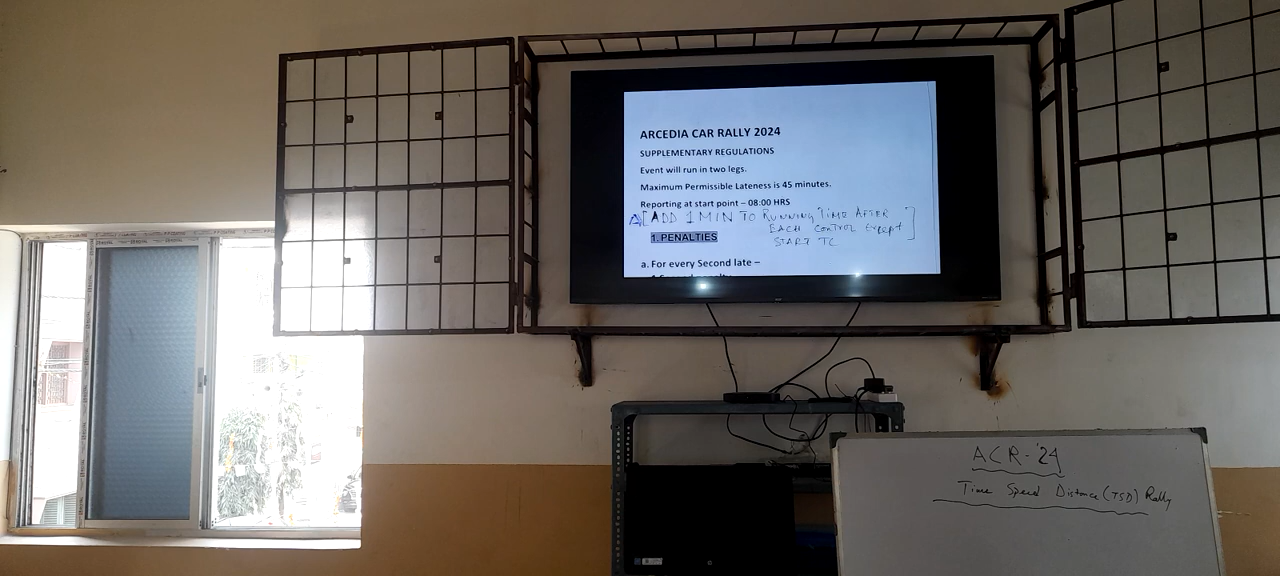 ARCEDIA CAR RALLY 2024
SUPPLEMENTARY REGULATIONS
Event will run in two legs.
Maximum Permissible Lateness is 45 minutes.
Reporting at start point – 08:00 HRS
[ADD 1 MIN TO RUNNING TIME AFTER
EACH CONTROL EXCEPT ]
START TC
1. PENALTIES
a. For every Second late –
ACR-'24
Time Speed Distance (TSD) Rally